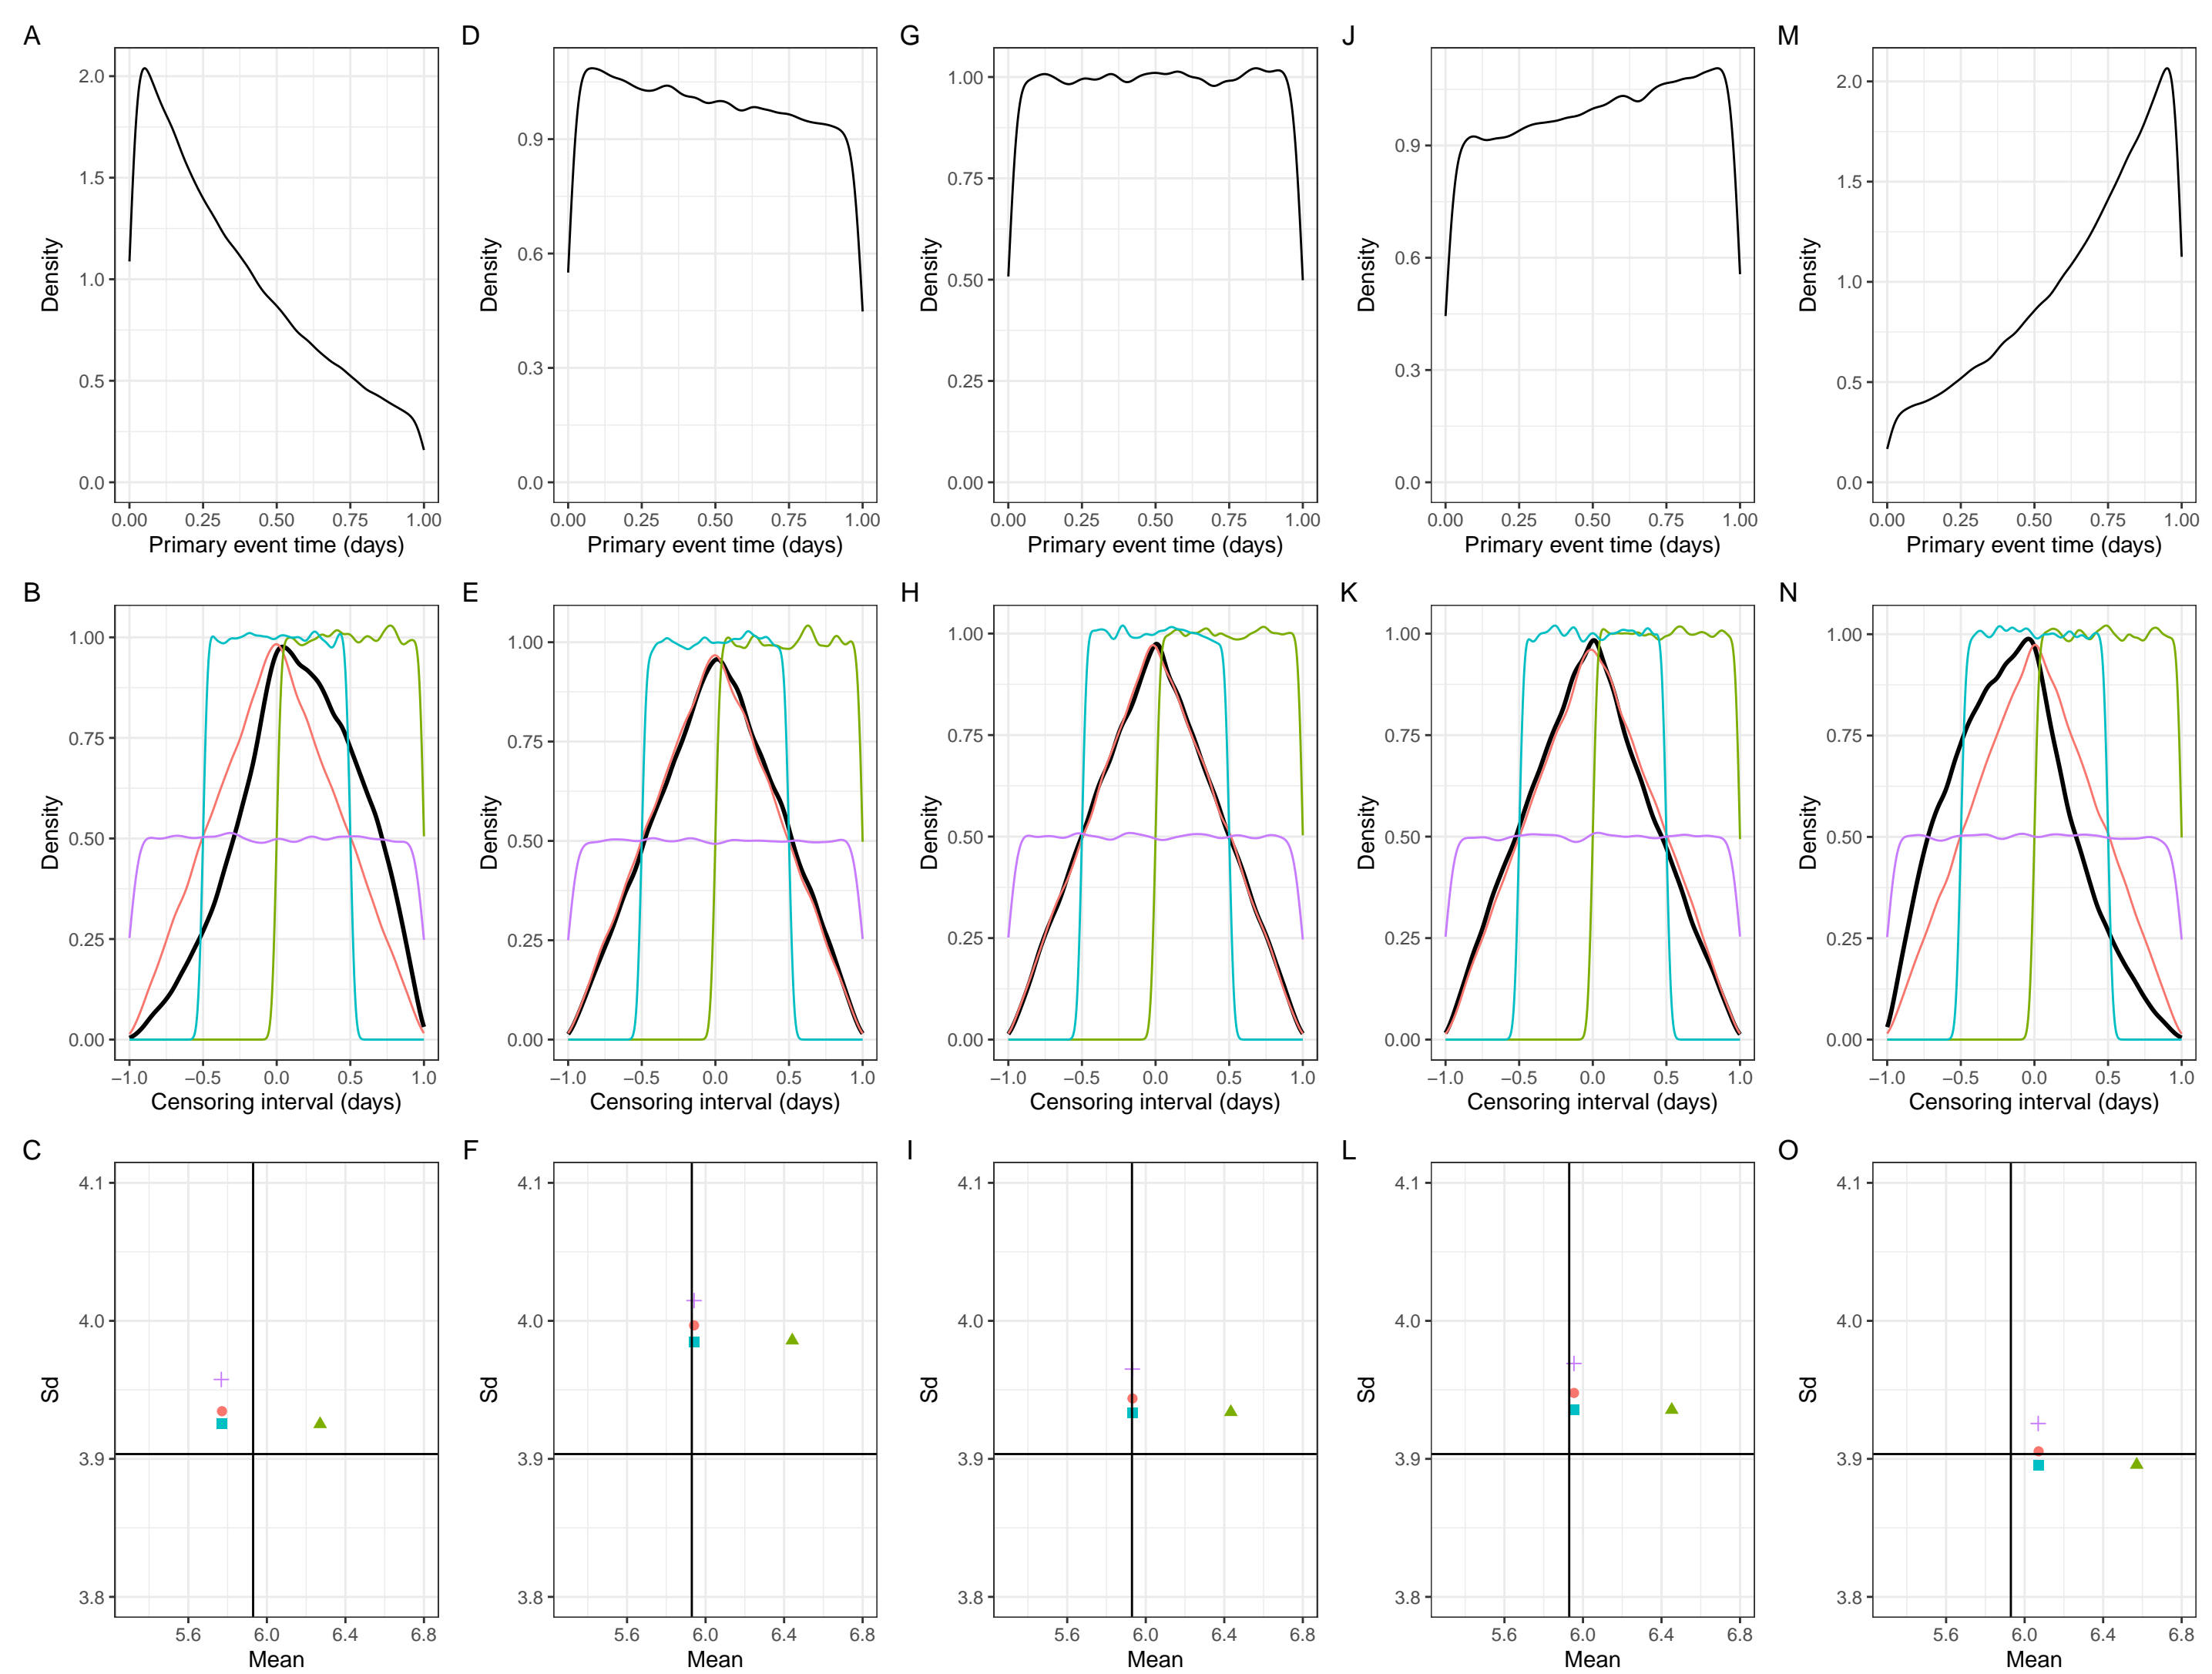 A D G J M
2.0 1.5 1.0 0.5 0.0
0.9 0.6 0.3 0.0
1.00 0.75 0.50 0.25 0.00
0.9 0.6 0.3 0.0
2.0 1.5 1.0 0.5 0.0
Density Density Density Density Density
0.00 0.25 0.50 0.75 1.00 0.00 0.25 0.50 0.75 1.00 0.00 0.25 0.50 0.75 1.00 0.00 0.25 0.50 0.75 1.00 0.00 0.25 0.50 0.75 1.00
Primary event time (days) Primary event time (days) Primary event time (days) Primary event time (days) Primary event time (days)
B E H K N
1.00 0.75 0.50 0.25 0.00
1.00 0.75 0.50 0.25 0.00
1.00 0.75 0.50 0.25 0.00
1.00 0.75 0.50 0.25 0.00
1.00 0.75 0.50 0.25 0.00
Density Density Density Density Density
−1.0 −0.5 0.0 0.5 1.0 −1.0 −0.5 0.0 0.5 1.0 −1.0 −0.5 0.0 0.5 1.0 −1.0 −0.5 0.0 0.5 1.0 −1.0 −0.5 0.0 0.5 1.0
Censoring interval (days) Censoring interval (days) Censoring interval (days) Censoring interval (days) Censoring interval (days)
C F I L O
4.1 4.0 3.9 3.8
4.1 4.0 3.9 3.8
4.1 4.0 3.9 3.8
4.1 4.0 3.9 3.8
4.1 4.0 3.9 3.8
Sd Sd Sd Sd Sd
5.6 6.0 6.4 6.8 5.6 6.0 6.4 6.8 5.6 6.0 6.4 6.8 5.6 6.0 6.4 6.8 5.6 6.0 6.4 6.8
Mean Mean Mean Mean Mean